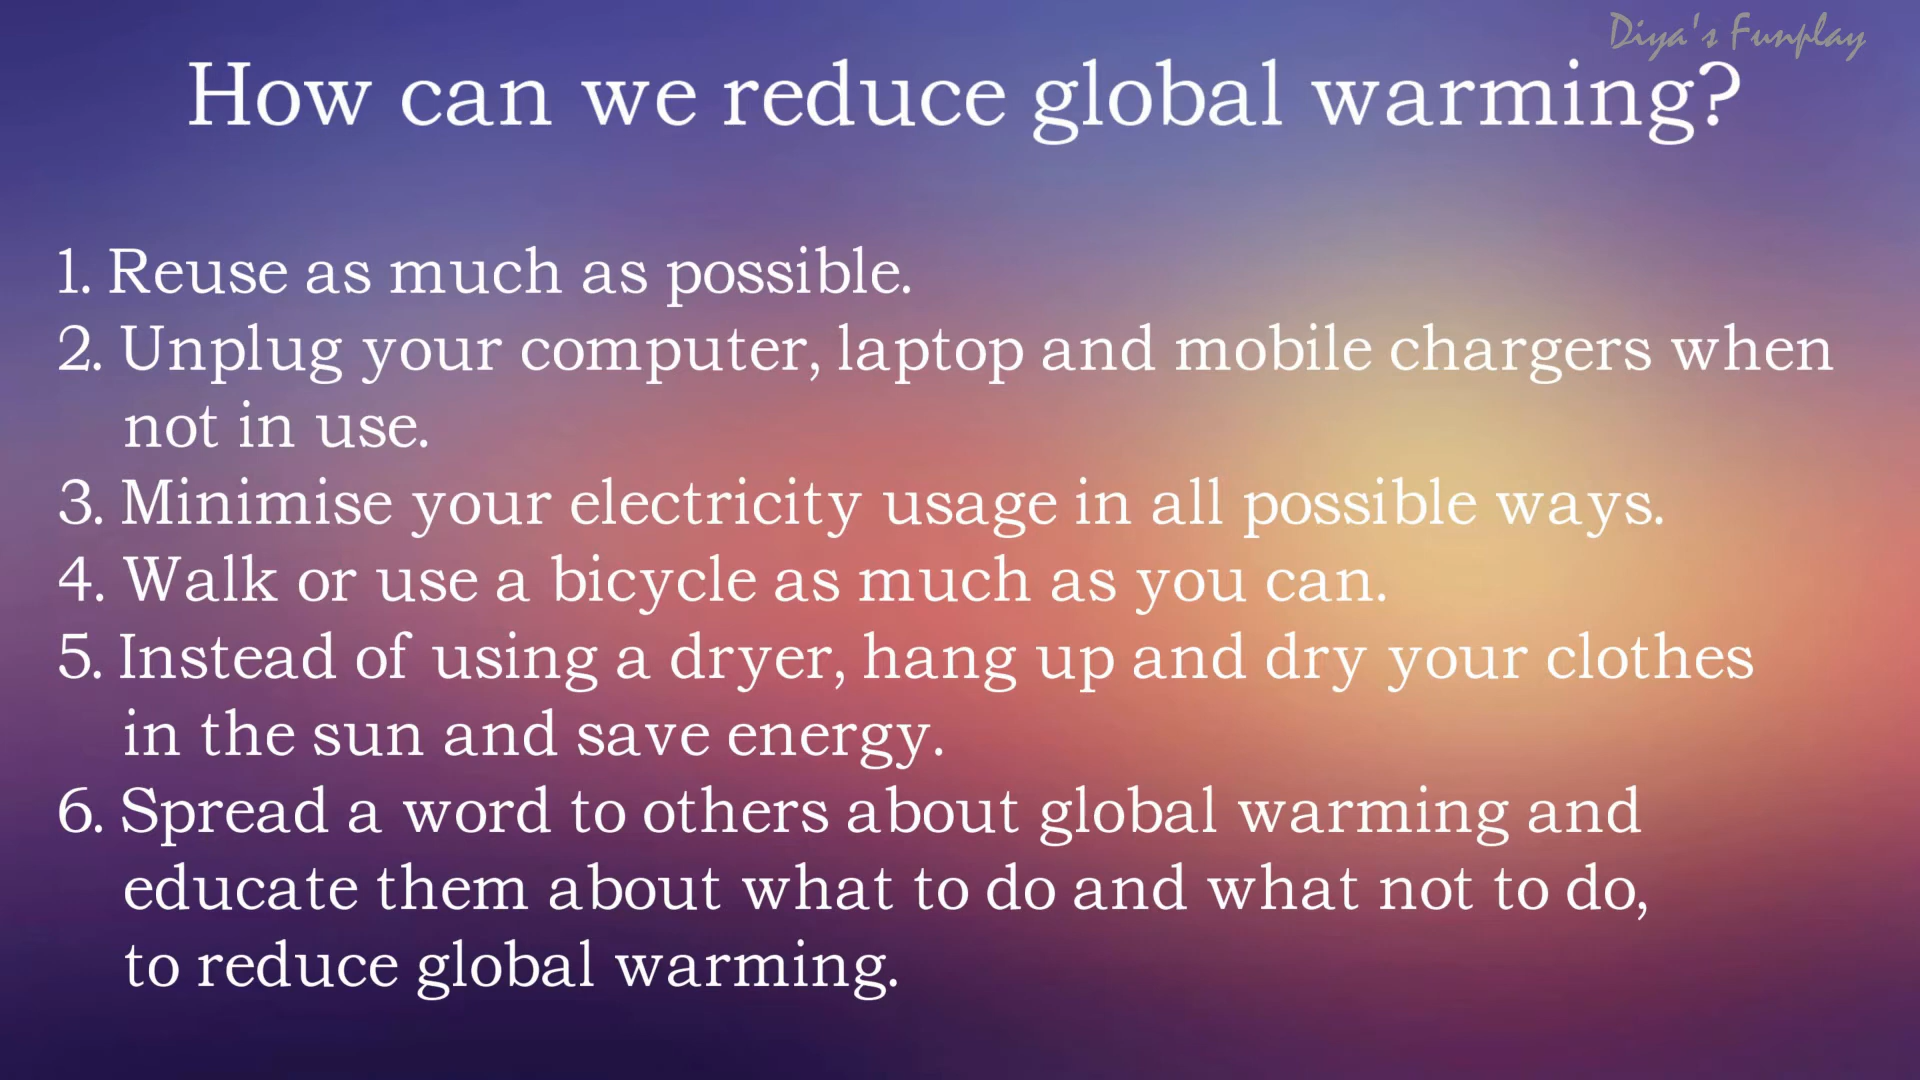 Diya's Funplay
How can we reduce global warming?
1. Reuse as much as possible.
2. Unplug your computer, laptop and mobile chargers when
not in use.
3. Minimise your electricity usage in all possible ways.
4. Walk or use a bicycle as much as you can.
5. Instead of using a dryer, hang up and dry your clothes
in the sun and save energy.
6. Spread a word to others about global warming and
educate them about what to do and what not to do,
to reduce global warming.